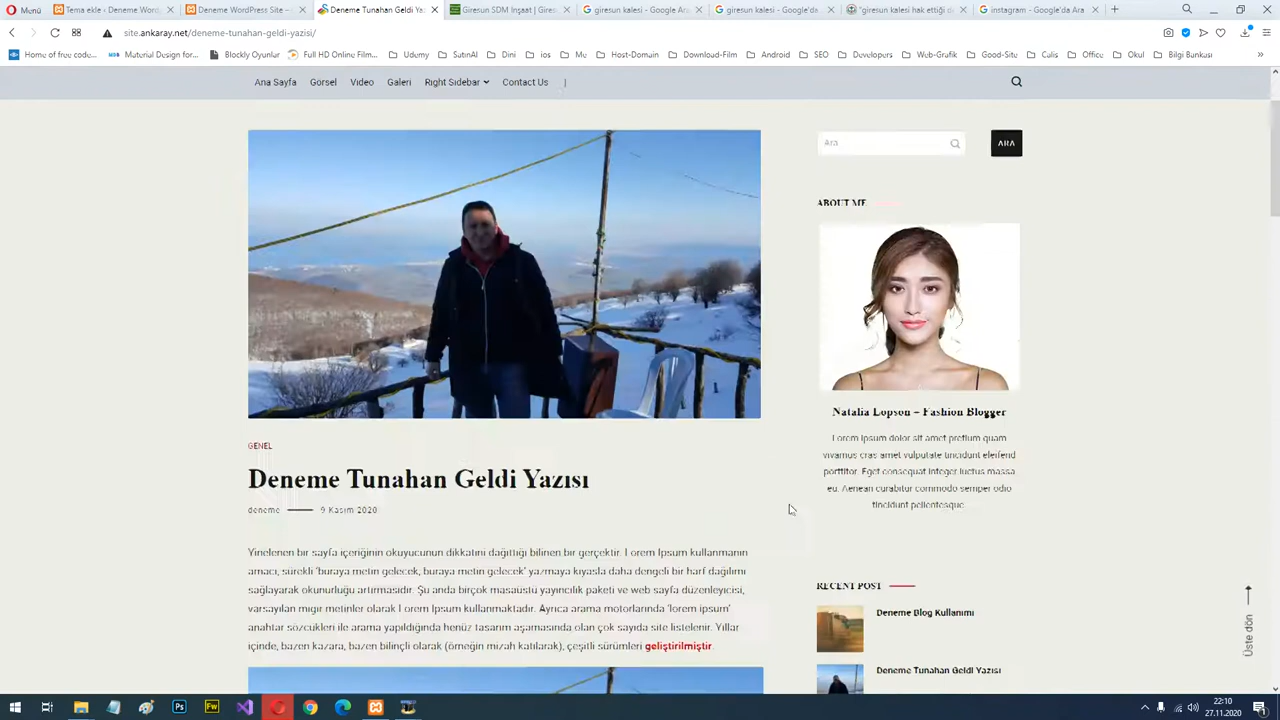 Menü
Tema ekle - Deneme WordPr
Deneme WordPress Site –
Deneme Tunahan Geldi Ya
Giresun SDM İnşaat | Gires
giresun kalesi - Google Ara
giresun kalesi - Google'da A
"giresun kalesi hak ettiği d
instagram - Google'da Ara
site.ankaray.net/deneme-tunahan-geldi-yazisi/
Home of free code...
Material Design for...
Blockly Oyunlar
Full HD Online Film...
Udemy
SatınAl
Dini
ios
Me
Host-Domain
Download-Film
Android
SEO
Developers
Web-Grafik
Good-Site
Calis
Office
Okul
Bilgi Bankası
Ana Sayfa
Görsel
Video
Galeri
Right Sidebar
Contact Us
Ara
ARA
ABOUT ME
Natalia Lopson – Fashion Blogger
Lorem ipsum dolor sit amet pretium quam
vivamus cras amet vulputate tincidunt eleifend
porttitor. Eget consequat integer luctus massa
eu. Aenean curabitur commodo semper odio
tincidunt pellentesque.
GENEL
Deneme Tunahan Geldi Yazısı
deneme
9 Kasım 2020
Yinelenen bir sayfa içeriğinin okuyucunun dikkatini dağıttığı bilinen bir gerçektir. Lorem Ipsum kullanmanın
amacı, sürekli 'buraya metin gelecek, buraya metin gelecek' yazmaya kıyasla daha dengeli bir harf dağılımı
sağlayarak okunurluğu artırmasıdır. Şu anda birçok masaüstü yayıncılık paketi ve web sayfa düzenleyicisi,
varsayılan mıgır metinler olarak Lorem Ipsum kullanmaktadır. Ayrıca arama motorlarında 'lorem ipsum'
anahtar sözcükleri ile arama yapıldığında henüz tasarım aşamasında olan çok sayıda site listelenir. Yıllar
içinde, bazen kazara, bazen bilinçli olarak (örneğin mizah katılarak), çeşitli sürümleri geliştirilmiştir.
RECENT POST
Deneme Blog Kullanımı
Deneme Tunahan Geldi Yazısı
Üste dön
22:10
27.11.2020